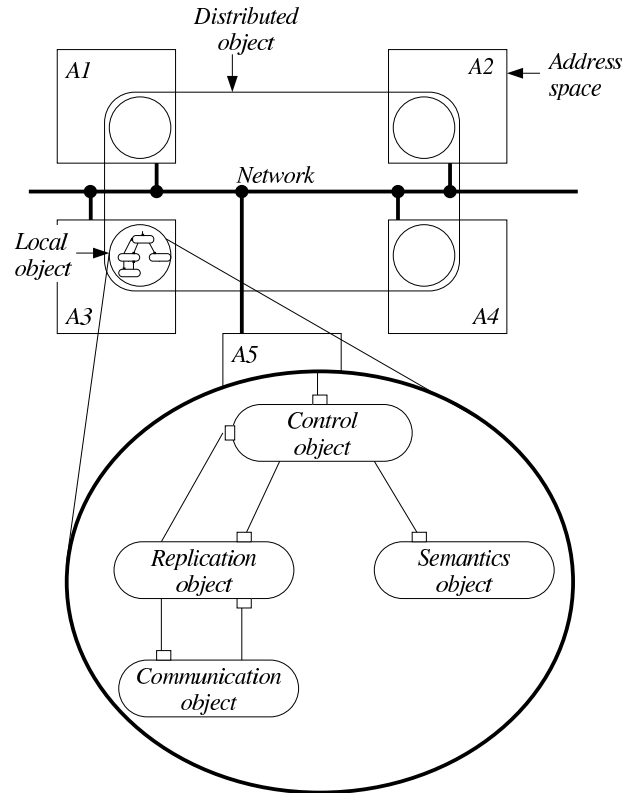 Distributed
object
A1
A2
Address
space
Network
Local
object
A3
A4
A5
Control
object
Replication
object
Semantics
object
Communication
object